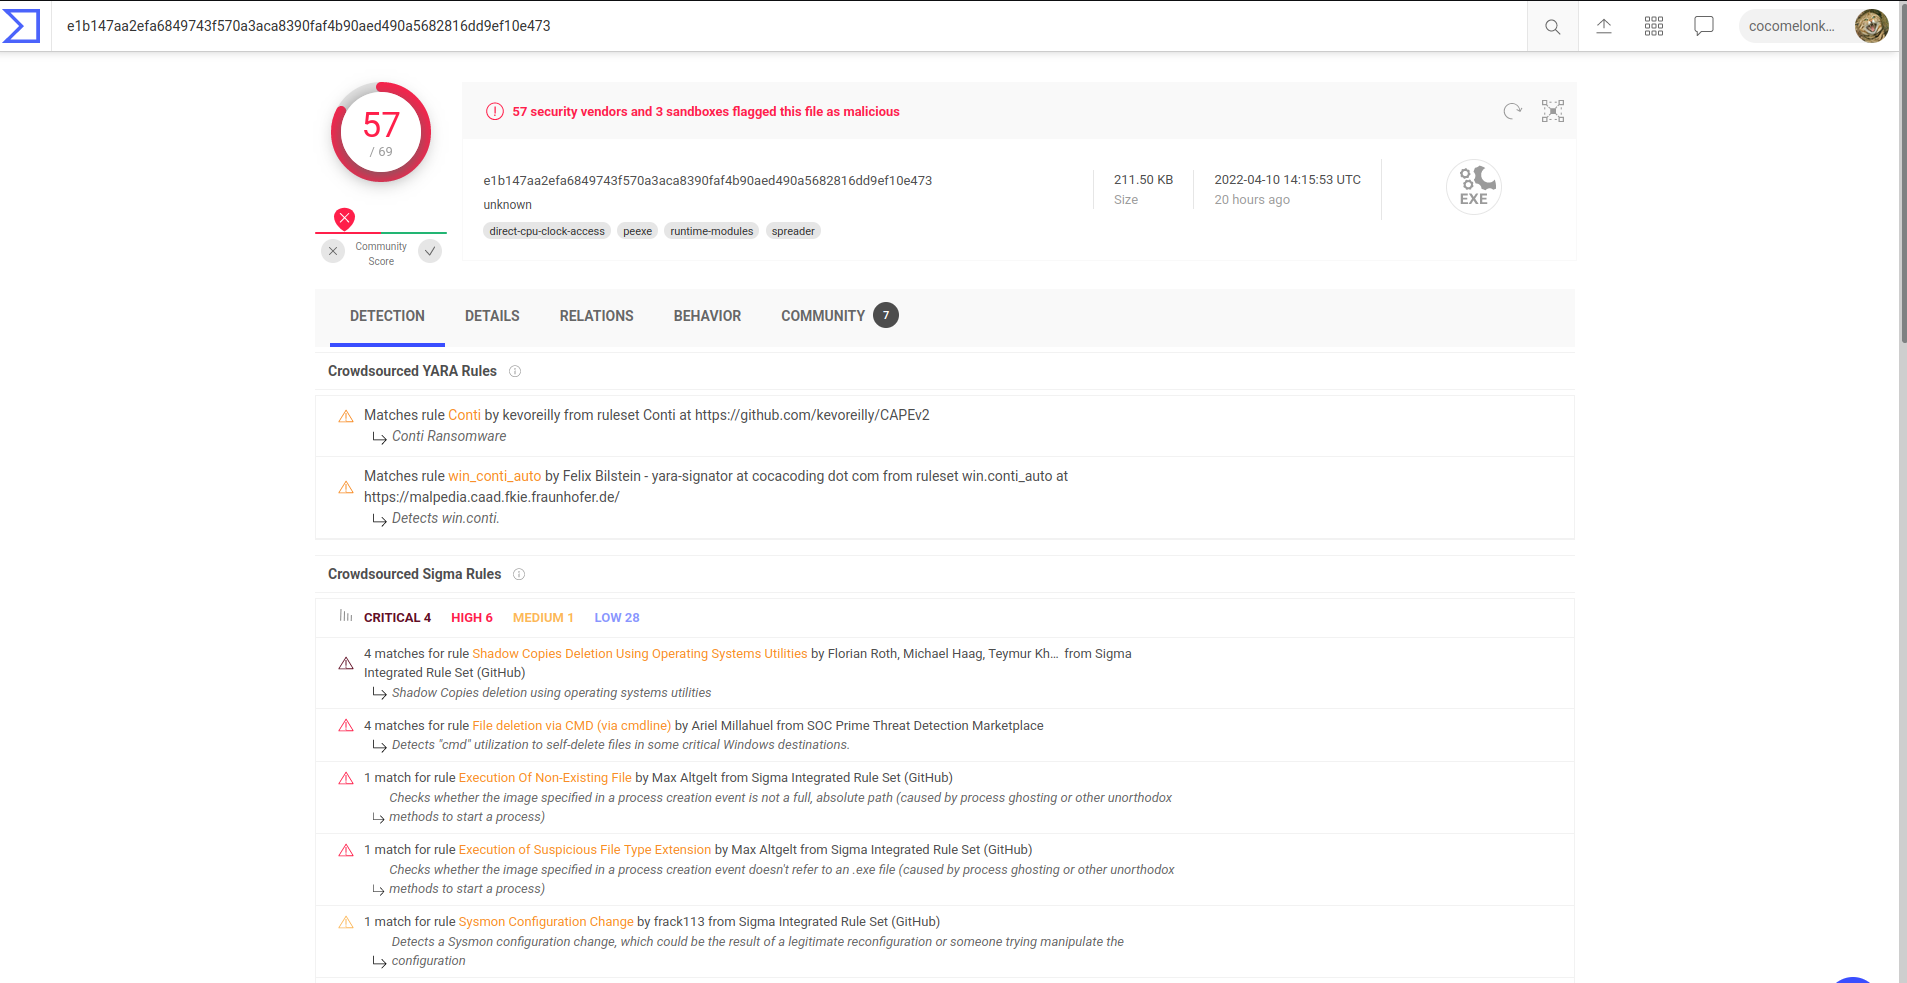 e1b147aa2efa6849743f570a3aca8390faf4b90aed490a5682816dd9ef10e473
cocomelonk...
57
/ 69
57 security vendors and 3 sandboxes flagged this file as malicious
e1b147aa2efa6849743f570a3aca8390faf4b90aed490a5682816dd9ef10e473
unknown
direct-cpu-clock-access peexe runtime-modules spreader
211.50 KB
Size
2022-04-10 14:15:53 UTC
20 hours ago
EXE
Community
Score
DETECTION DETAILS RELATIONS BEHAVIOR COMMUNITY 7
Crowdsourced YARA Rules
Matches rule Conti by kevoreilly from ruleset Conti at https://github.com/kevoreilly/CAPEv2
Conti Ransomware
Matches rule win_conti_auto by Felix Bilstein - yara-signator at cocacoding dot com from ruleset win.conti_auto at
https://malpedia.caad.fkie.fraunhofer.de/
Detects win.conti.
Crowdsourced Sigma Rules
CRITICAL 4 HIGH 6 MEDIUM 1 LOW 28
4 matches for rule Shadow Copies Deletion Using Operating Systems Utilities by Florian Roth, Michael Haag, Teymur Kh... from Sigma
Integrated Rule Set (GitHub)
Shadow Copies deletion using operating systems utilities
4 matches for rule File deletion via CMD (via cmdline) by Ariel Millahuel from SOC Prime Threat Detection Marketplace
Detects "cmd" utilization to self-delete files in some critical Windows destinations.
1 match for rule Execution Of Non-Existing File by Max Altgelt from Sigma Integrated Rule Set (GitHub)
Checks whether the image specified in a process creation event is not a full, absolute path (caused by process ghosting or other unorthodox
methods to start a process)
1 match for rule Execution of Suspicious File Type Extension by Max Altgelt from Sigma Integrated Rule Set (GitHub)
Checks whether the image specified in a process creation event doesn't refer to an .exe file (caused by process ghosting or other unorthodox
methods to start a process)
1 match for rule Sysmon Configuration Change by frack113 from Sigma Integrated Rule Set (GitHub)
Detects a Sysmon configuration change, which could be the result of a legitimate reconfiguration or someone trying manipulate the
configuration